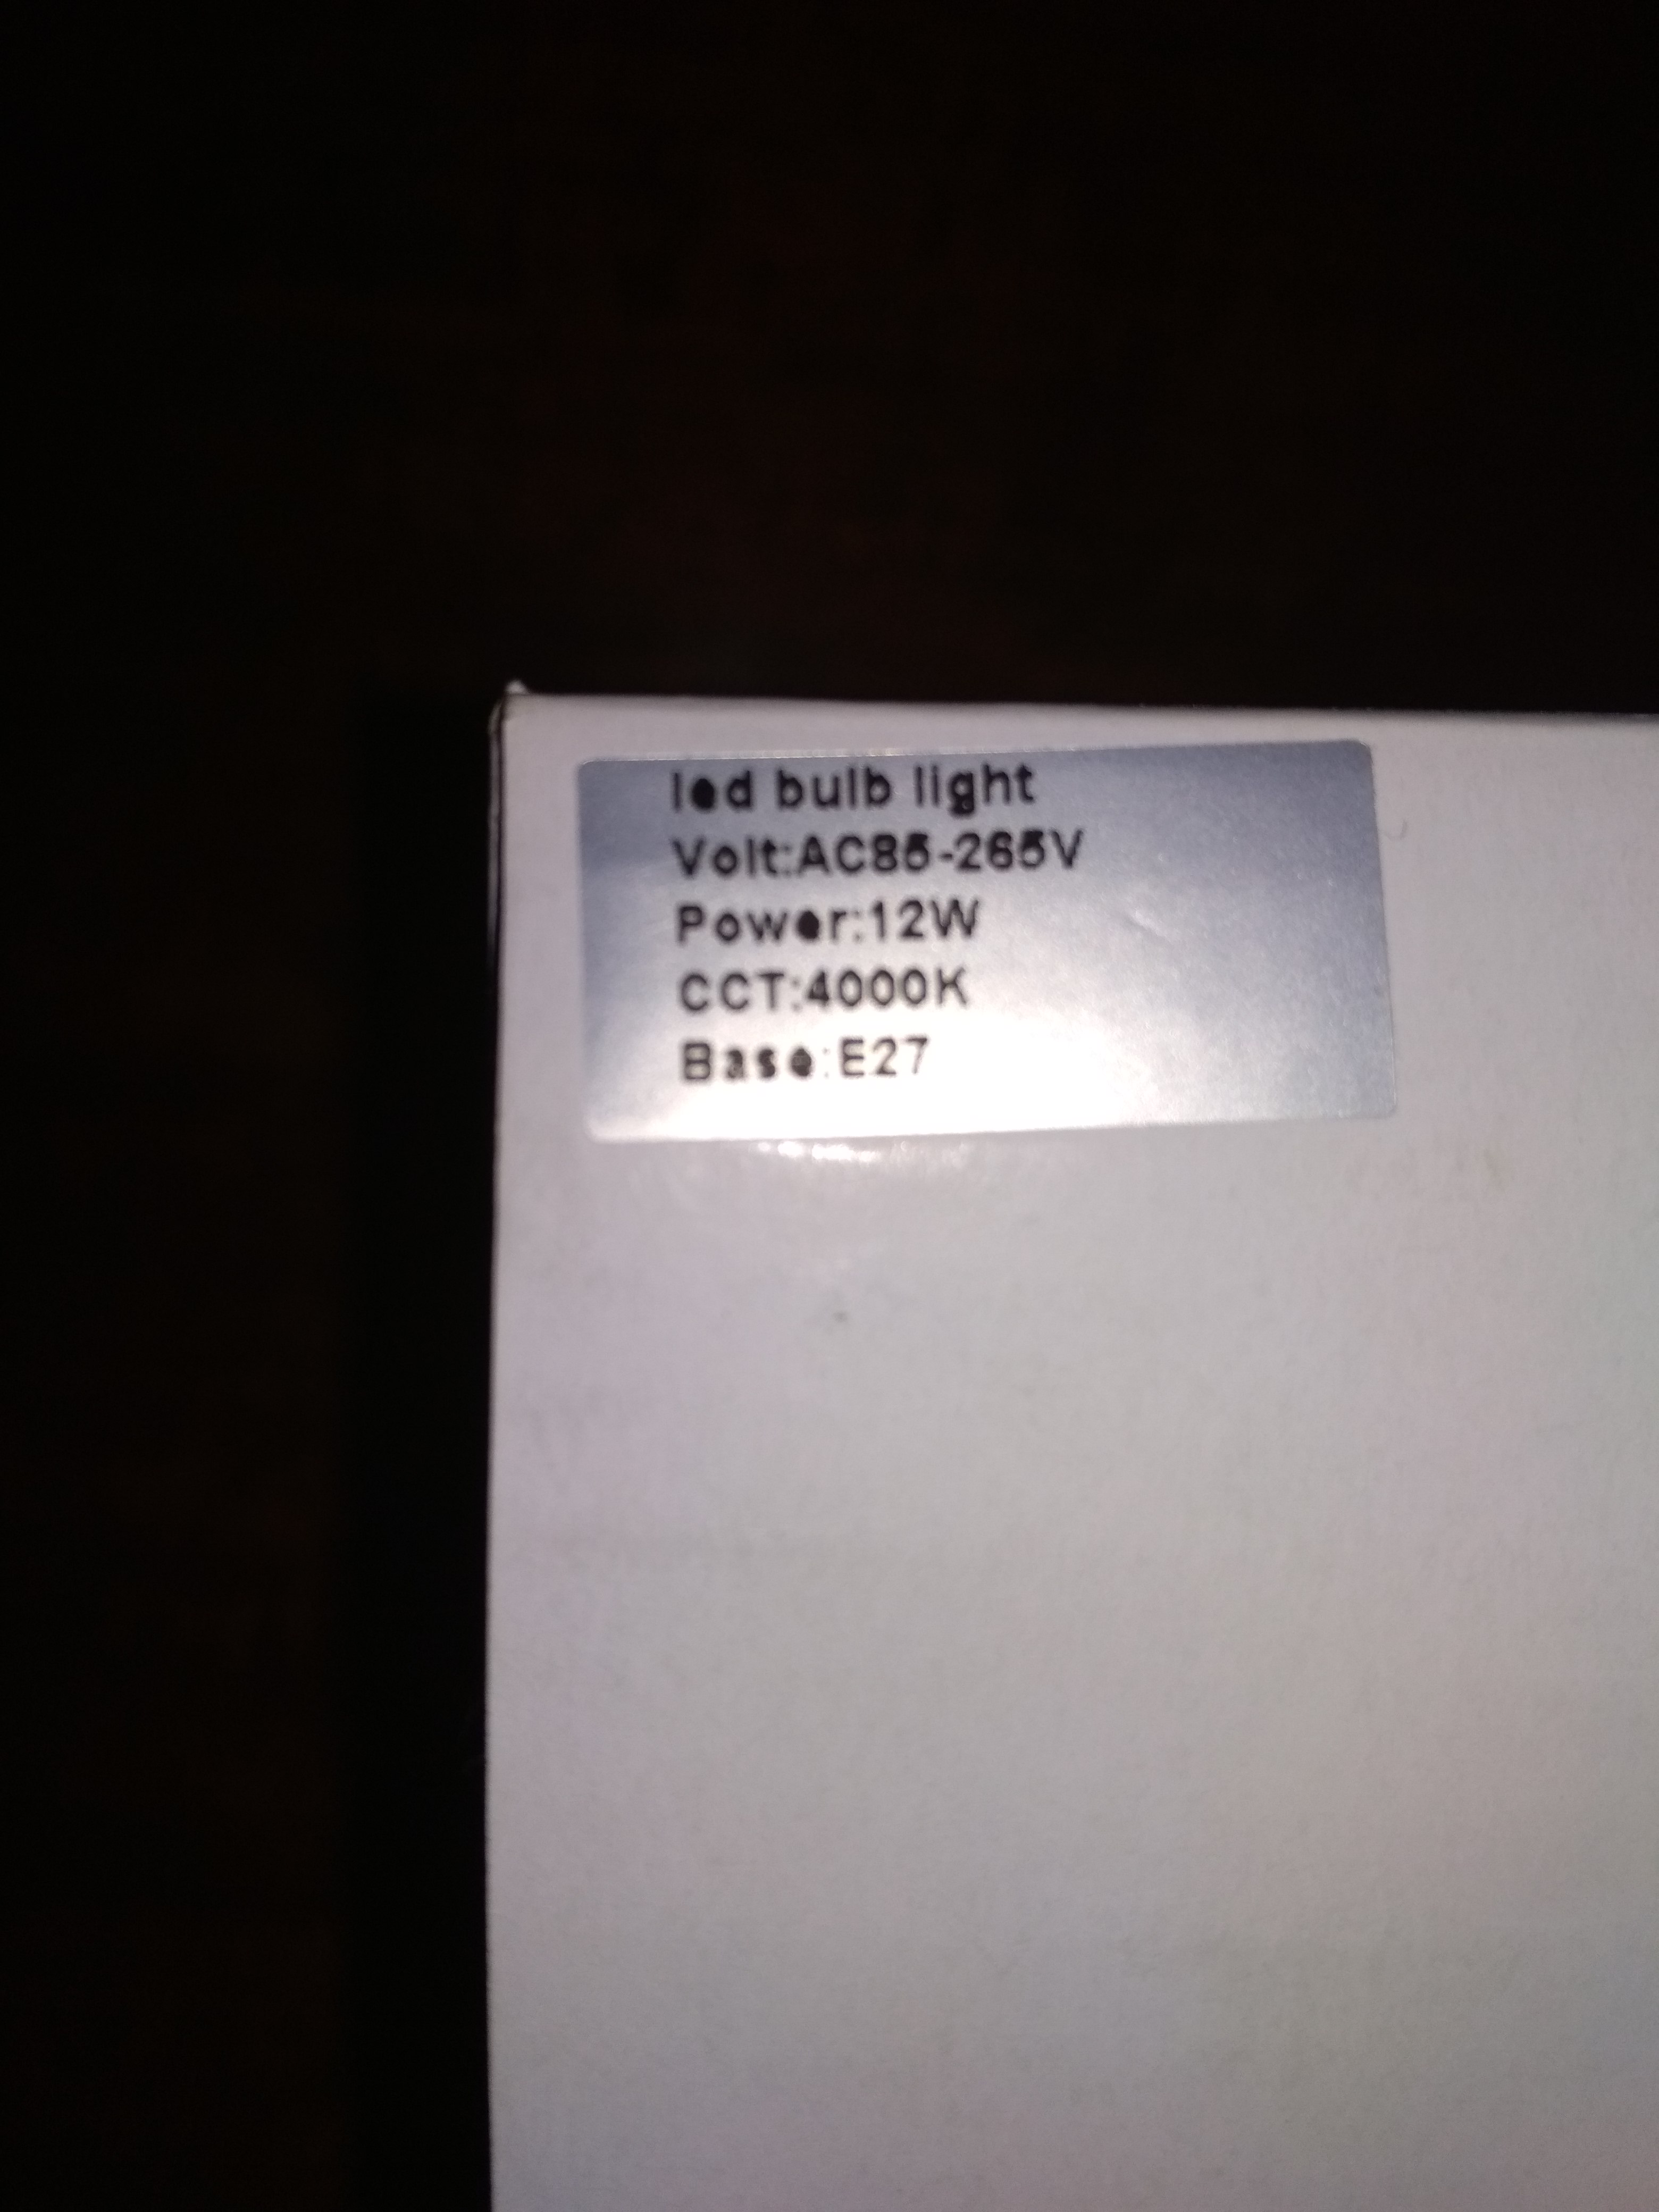 led bulb light
Volt:AC85-265V
Power:12W
CCT:4000K
Base:E27